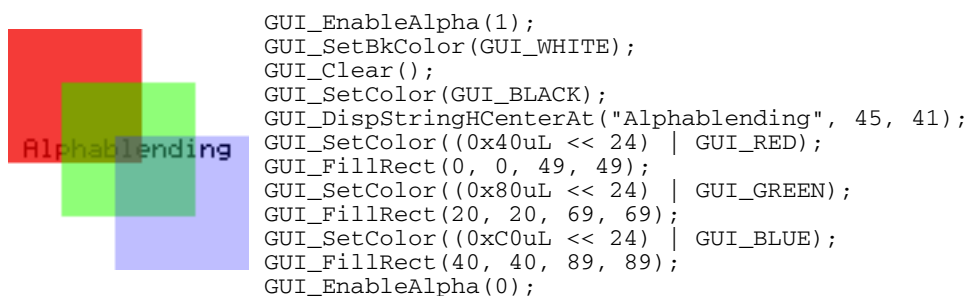 GUI_EnableAlpha(1);
GUI_SetBkColor(GUI_WHITE);
GUI_Clear();
GUI_SetColor(GUI_BLACK);
GUI_DispStringHCenterAt("Alphablending", 45, 41);
GUI_SetColor((0x40uL << 24) | GUI_RED);
GUI_FillRect(0, 0, 49, 49);
GUI_SetColor((0x80uL << 24) | GUI_GREEN);
GUI_FillRect(20, 20, 69, 69);
GUI_SetColor((0xC0uL << 24) | GUI_BLUE);
GUI_FillRect(40, 40, 89, 89);
GUI_EnableAlpha(0);
Alphablending